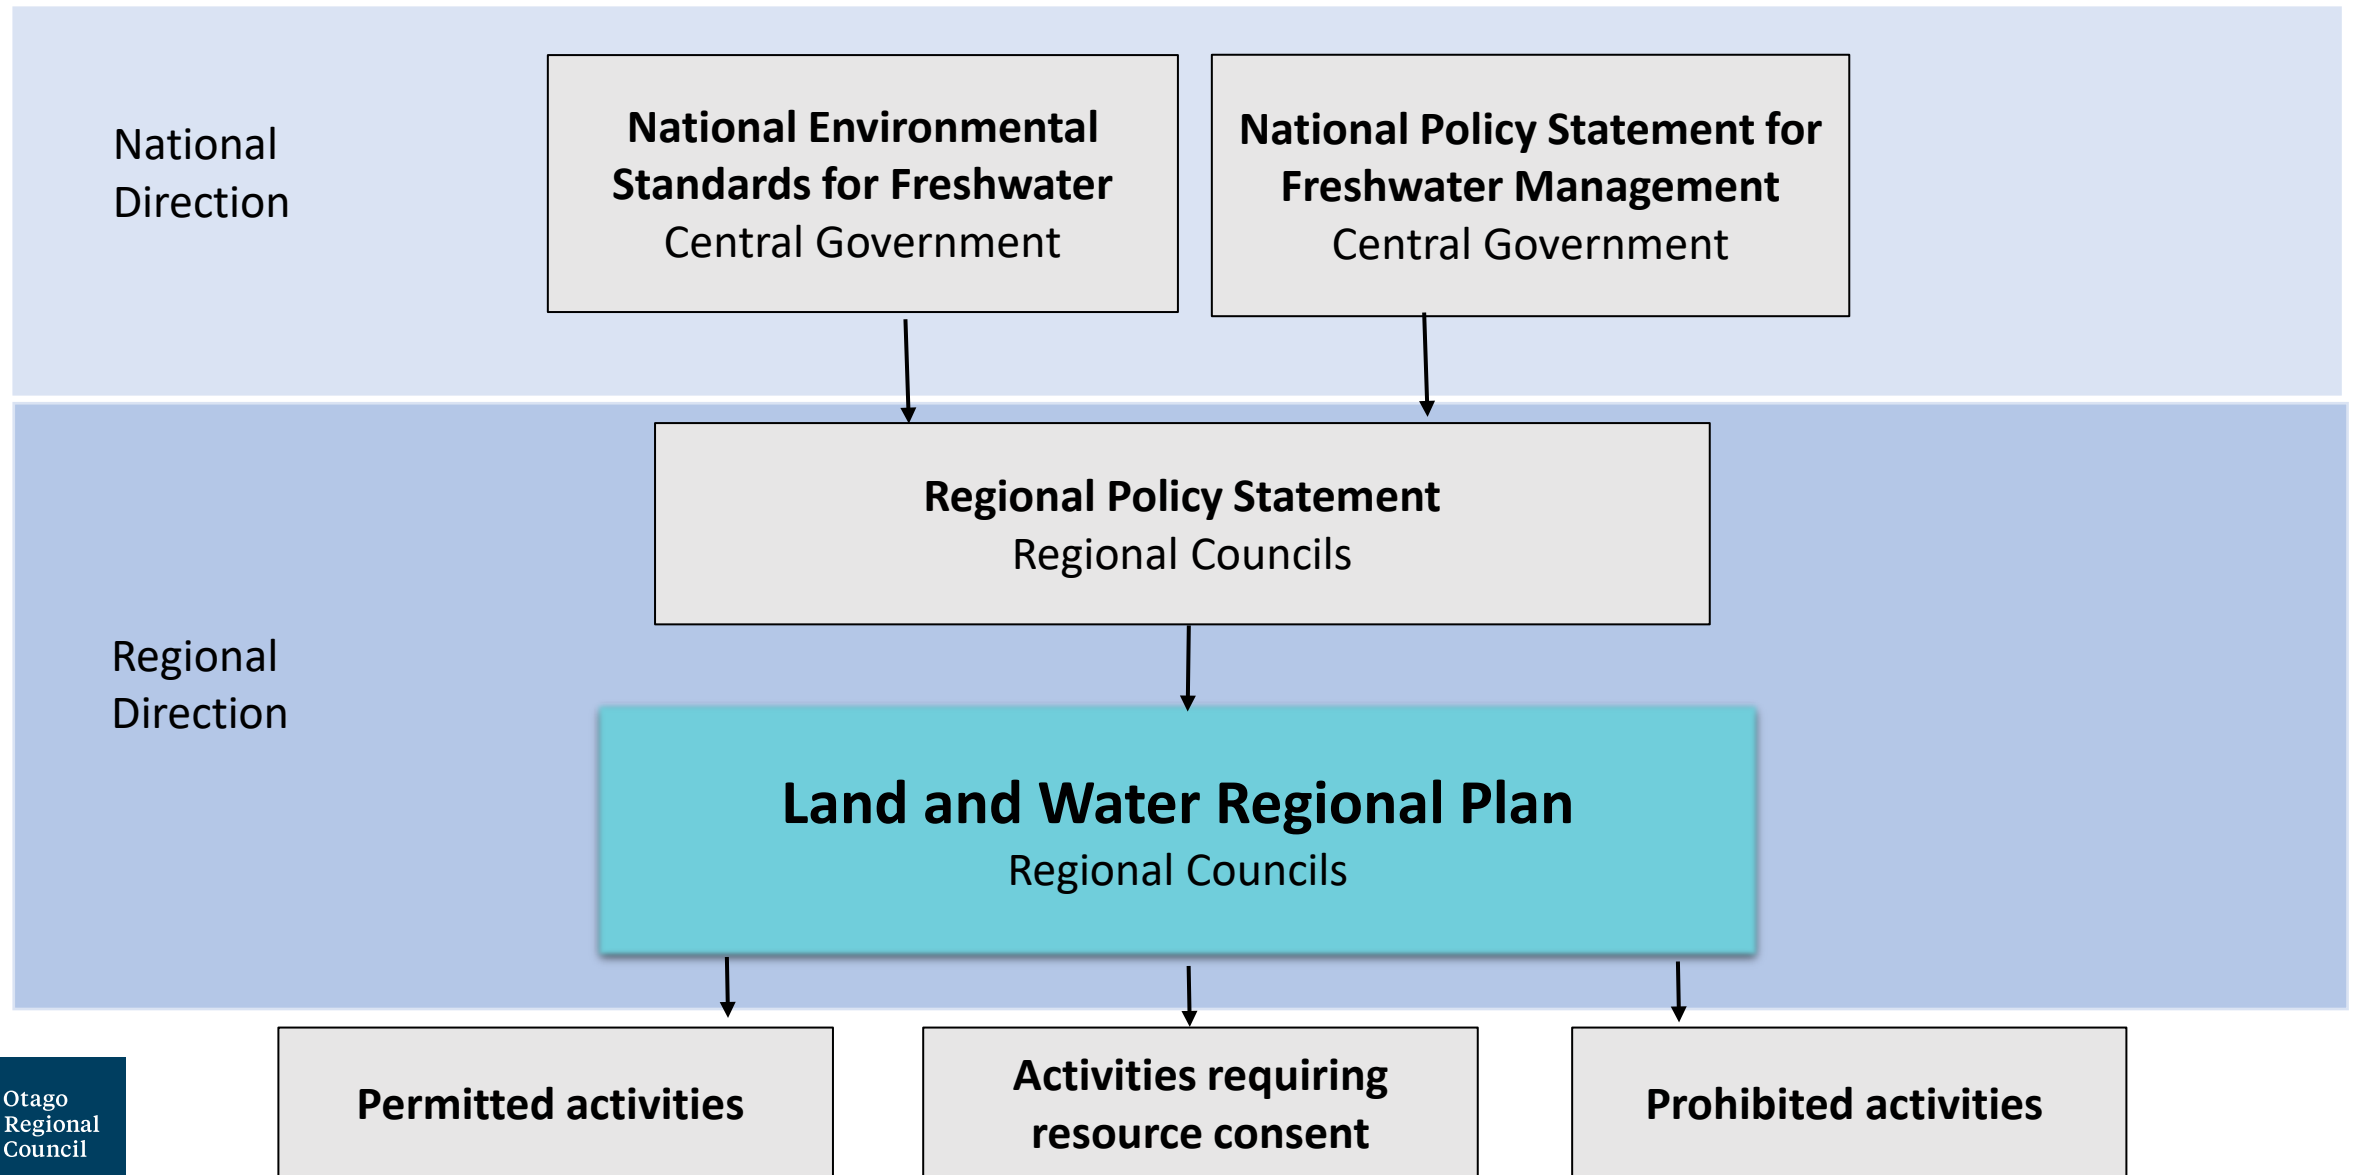 National
Direction
National Environmental
Standards for Freshwater
Central Government
National Policy Statement for
Freshwater Management
Central Government
Regional Policy Statement
Regional Councils
Regional
Direction
Land and Water Regional Plan
Regional Councils
Permitted activities
Activities requiring
resource consent
Prohibited activities
Otago
Regional
Council